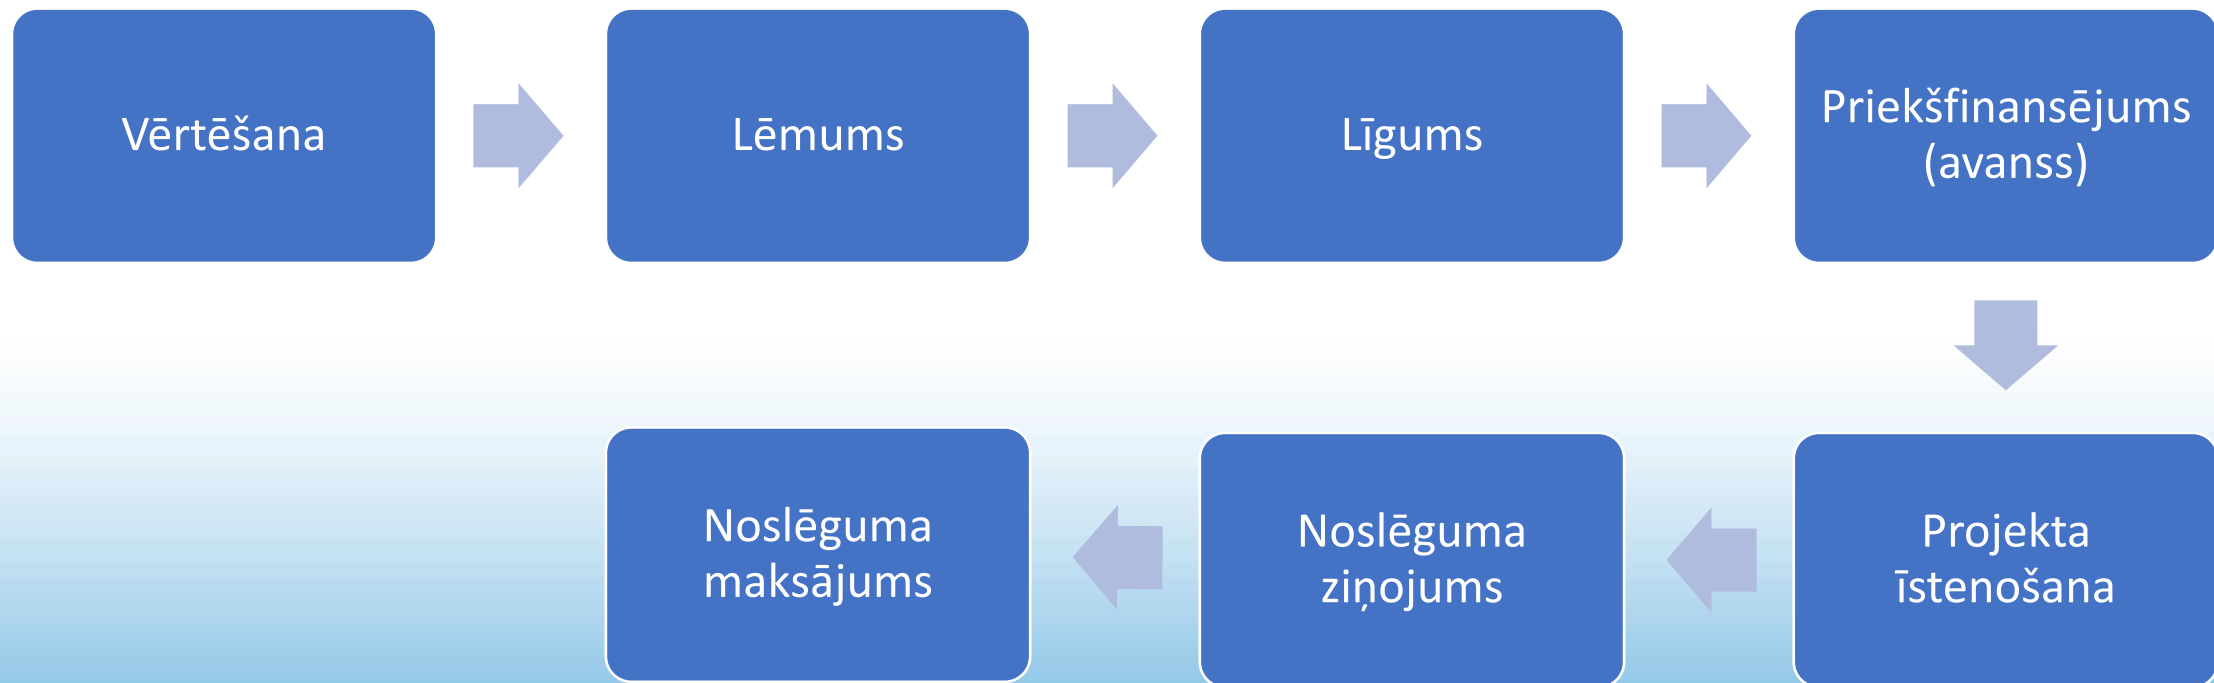 Vērtēšana
Lēmums
Līgums
Priekšfinansējums
(avanss)
Projekta
īstenošana
Noslēguma
ziņojums
Noslēguma
maksājums